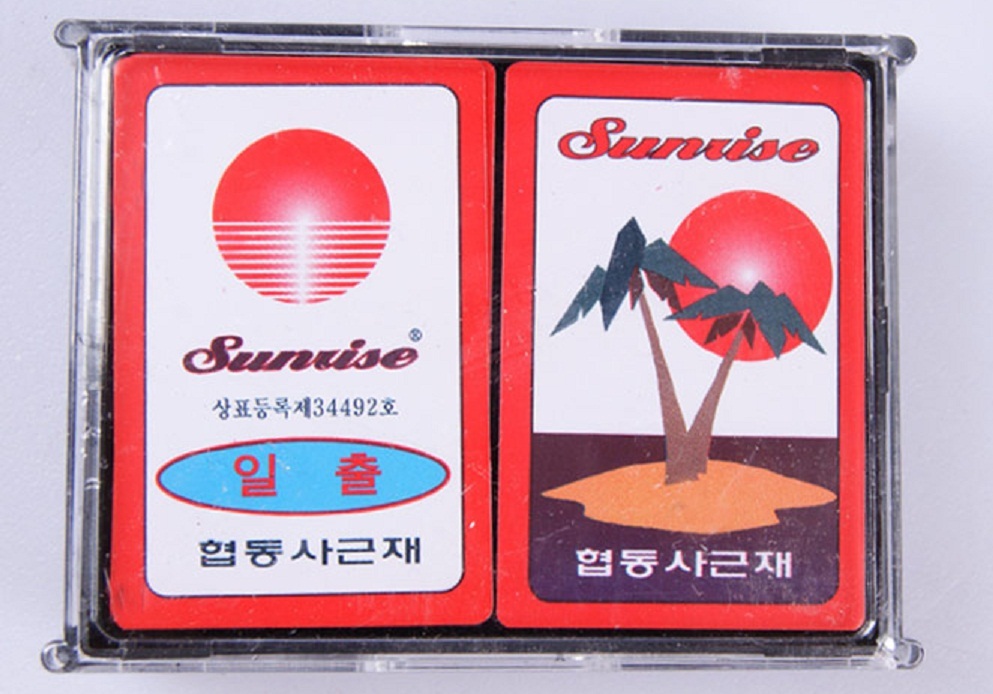 Sunrise®
상표등록제34492호
일 출
협동사근재
Sunrise
협동사근재